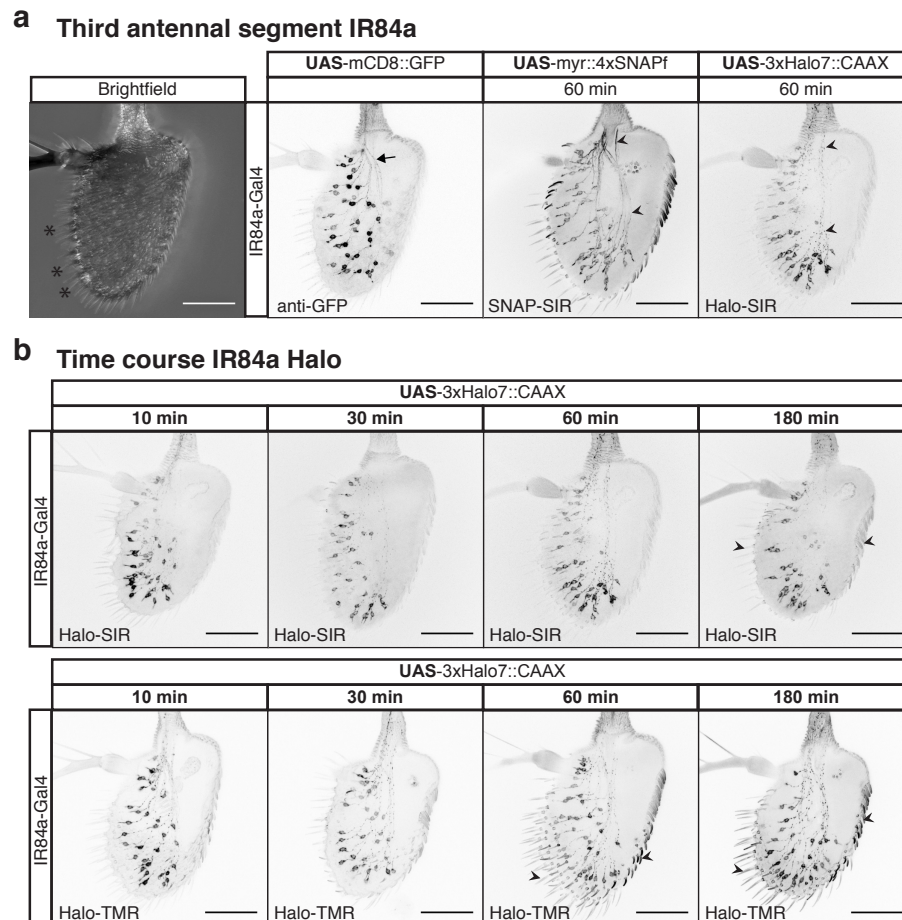 a Third antennal segment IR84a
UAS-mCD8::GFP UAS-myr::4xSNAPf UAS-3xHalo7::CAAX
Brightfield 60 min 60 min
IR84a-Gal4
* * *
anti-GFP SNAP-SIR Halo-SIR
b Time course IR84a Halo
UAS-3xHalo7::CAAX
10 min 30 min 60 min 180 min
IR84a-Gal4
Halo-SIR Halo-SIR Halo-SIR Halo-SIR
UAS-3xHalo7::CAAX
10 min 30 min 60 min 180 min
IR84a-Gal4
Halo-TMR Halo-TMR Halo-TMR Halo-TMR